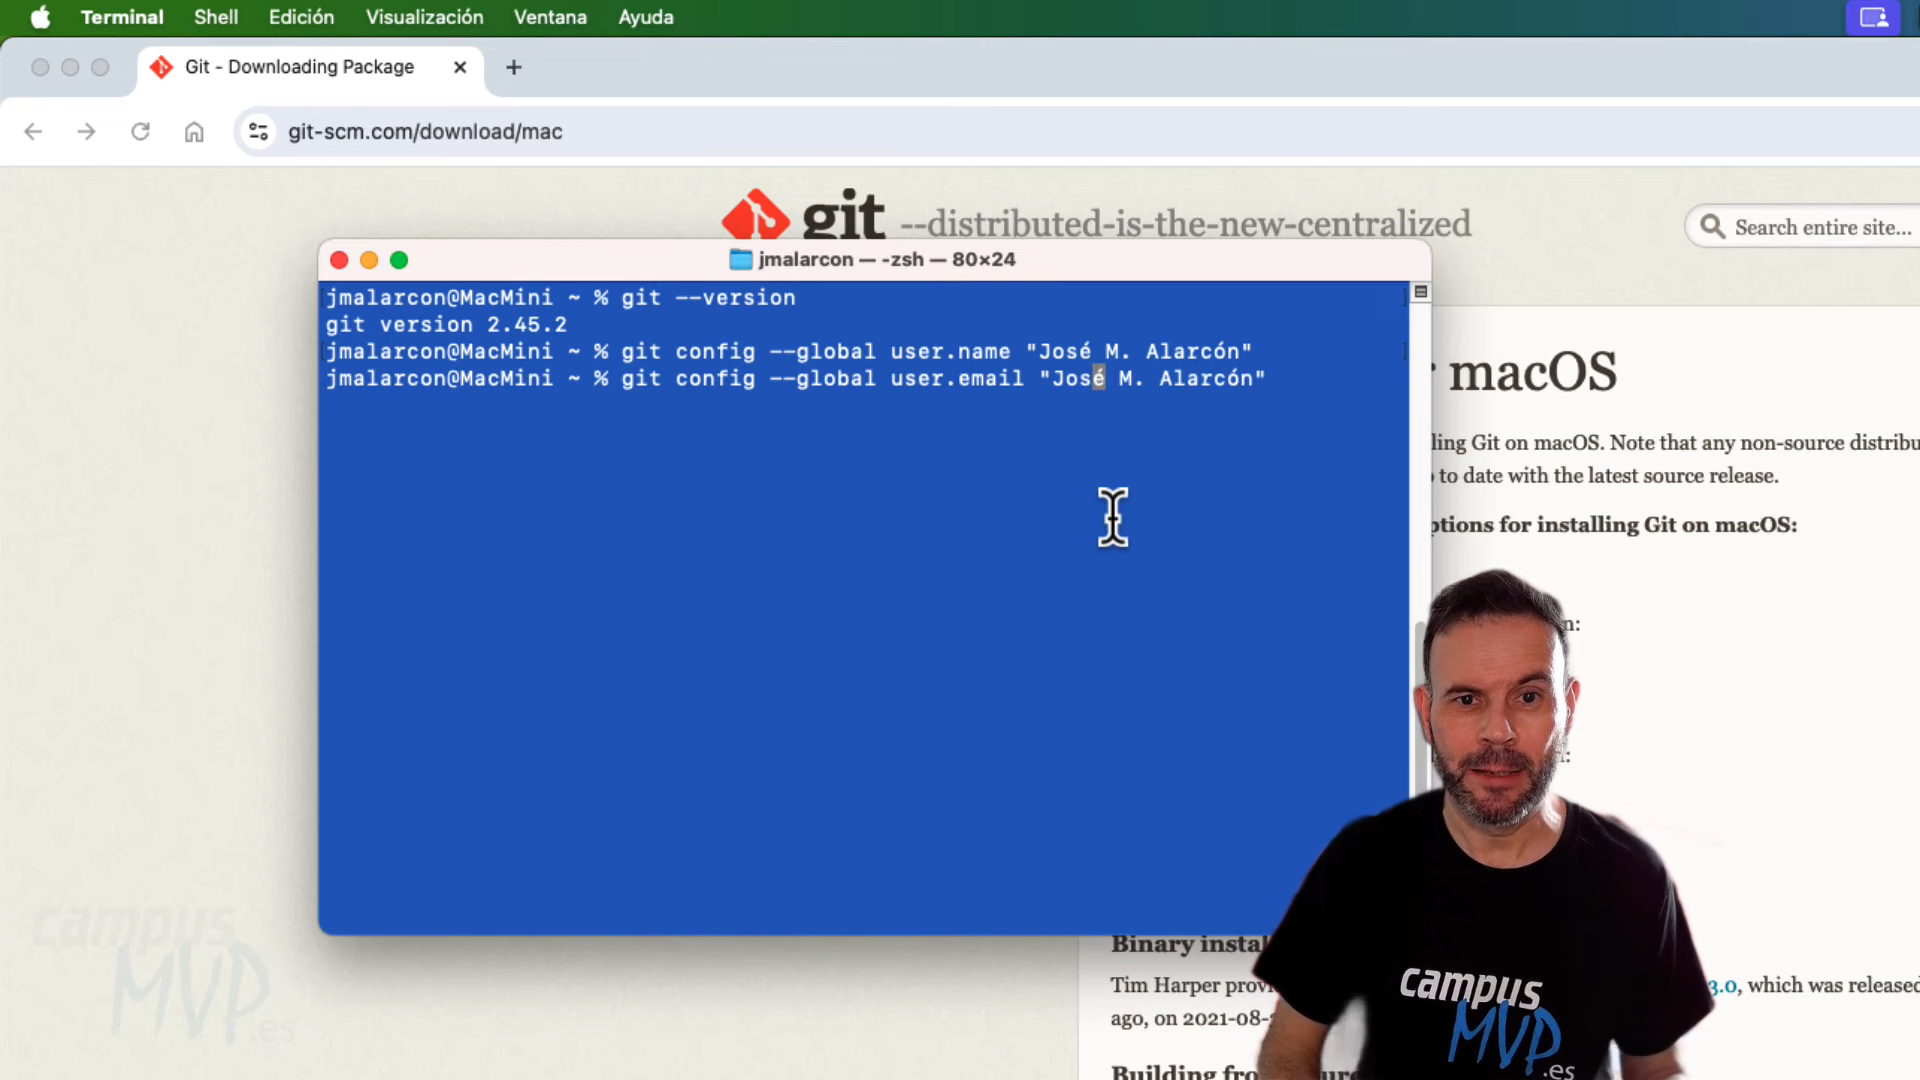 Terminal Shell Edición Visualización Ventana Ayuda
Git - Downloading Package
git-scm.com/download/mac
git --distributed-is-the-new-centralized
Search entire site...
jmalarcon — -zsh — 80×24
jmalarcon@MacMini ~ % git --version
git version 2.45.2
jmalarcon@MacMini ~ % git config --global user.name "José M. Alarcón"
jmalarcon@MacMini ~ % git config --global user.email "José M. Alarcón"
macOS
ling Git on macOS. Note that any non-source distribu
to date with the latest source release.
ptions for installing Git on macOS:
n:
:
Binary instal
Tim Harper prov 3.0, which was released
ago, on 2021-08-
Building fro
campus
MVP
.es
campus
MVP
.es